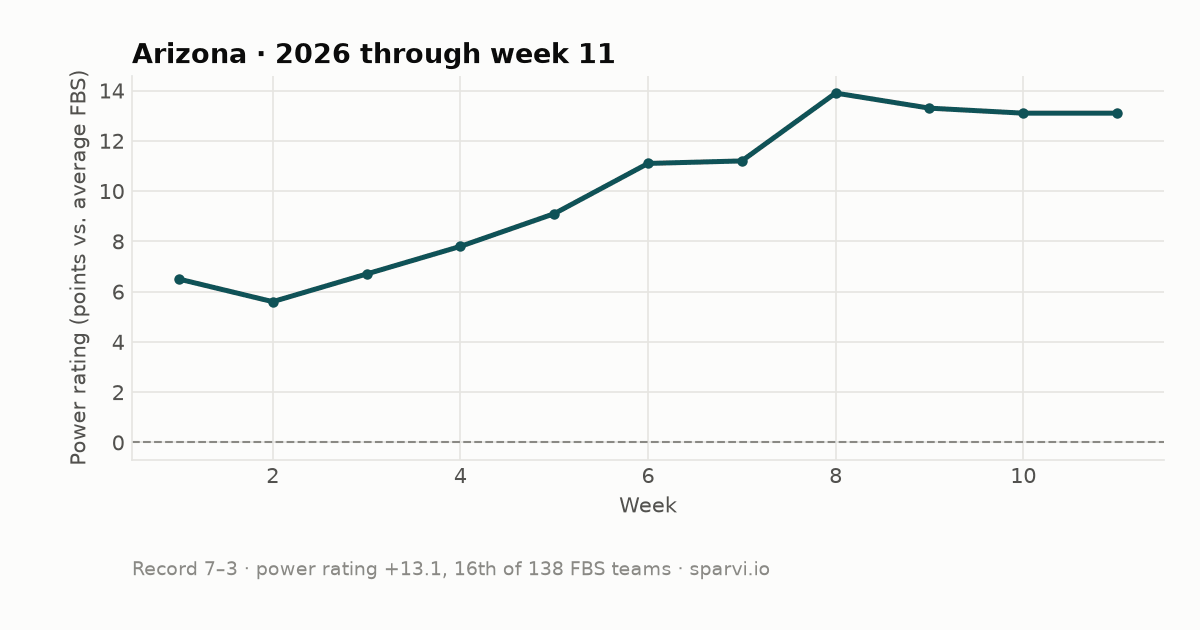 Arizona · 2026 through week 11
Power rating (points vs. average FBS)
14
12
10
8
6
4
2
0
2 4 6 8 10
Week
Record 7–3 · power rating +13.1, 16th of 138 FBS teams · sparvi.io